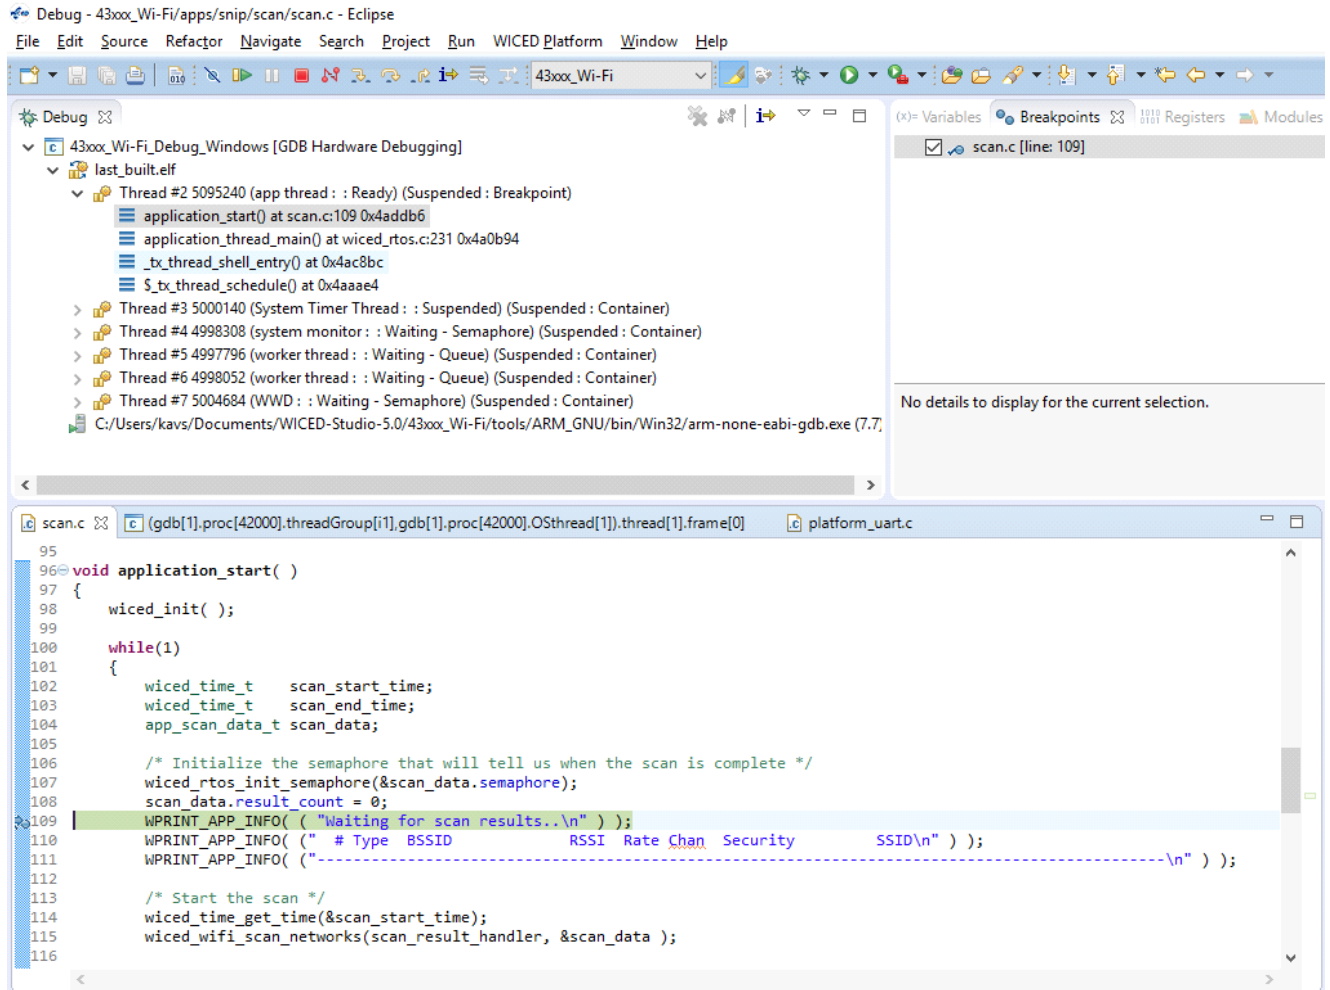 Debug - 43xxx_Wi-Fi/apps/snip/scan/scan.c - Eclipse
File Edit Source Refactor Navigate Search Project Run WICED Platform Window Help
43xxx_Wi-Fi
Debug
43xxx_Wi-Fi_Debug_Windows [GDB Hardware Debugging]
last_built.elf
Thread #2 5095240 (app thread : : Ready) (Suspended : Breakpoint)
application_start() at scan.c:109 0x4addb6
application_thread_main() at wiced_rtos.c:231 0x4a0b94
_tx_thread_shell_entry() at 0x4ac8bc
$_tx_thread_schedule() at 0x4aaae4
Thread #3 5000140 (System Timer Thread : : Suspended) (Suspended : Container)
Thread #4 4998308 (system monitor : : Waiting - Semaphore) (Suspended : Container)
Thread #5 4997796 (worker thread : : Waiting - Queue) (Suspended : Container)
Thread #6 4998052 (worker thread : : Waiting - Queue) (Suspended : Container)
Thread #7 5004684 (WWD : : Waiting - Semaphore) (Suspended : Container)
C:/Users/kavs/Documents/WICED-Studio-5.0/43xxx_Wi-Fi/tools/ARM_GNU/bin/Win32/arm-none-eabi-gdb.exe (7.7)
(x)= Variables Breakpoints Registers Modules
scan.c [line: 109]
No details to display for the current selection.
scan.c (gdb[1].proc[42000].threadGroup[i1],gdb[1].proc[42000].OSthread[1]).thread[1].frame[0] platform_uart.c
95
96 void application_start( )
97 {
98 wiced_init( );
99
100 while(1)
101 {
102 wiced_time_t scan_start_time;
103 wiced_time_t scan_end_time;
104 app_scan_data_t scan_data;
105
106 /* Initialize the semaphore that will tell us when the scan is complete */
107 wiced_rtos_init_semaphore(&scan_data.semaphore);
108 scan_data.result_count = 0;
109 WPRINT_APP_INFO( ( "Waiting for scan results..\n" ) );
110 WPRINT_APP_INFO( (" # Type BSSID RSSI Rate Chan Security SSID\n" ) );
111 WPRINT_APP_INFO( ("----------------------------------------------------------------------------------------------\n" ) );
112
113 /* Start the scan */
114 wiced_time_get_time(&scan_start_time);
115 wiced_wifi_scan_networks(scan_result_handler, &scan_data );
116